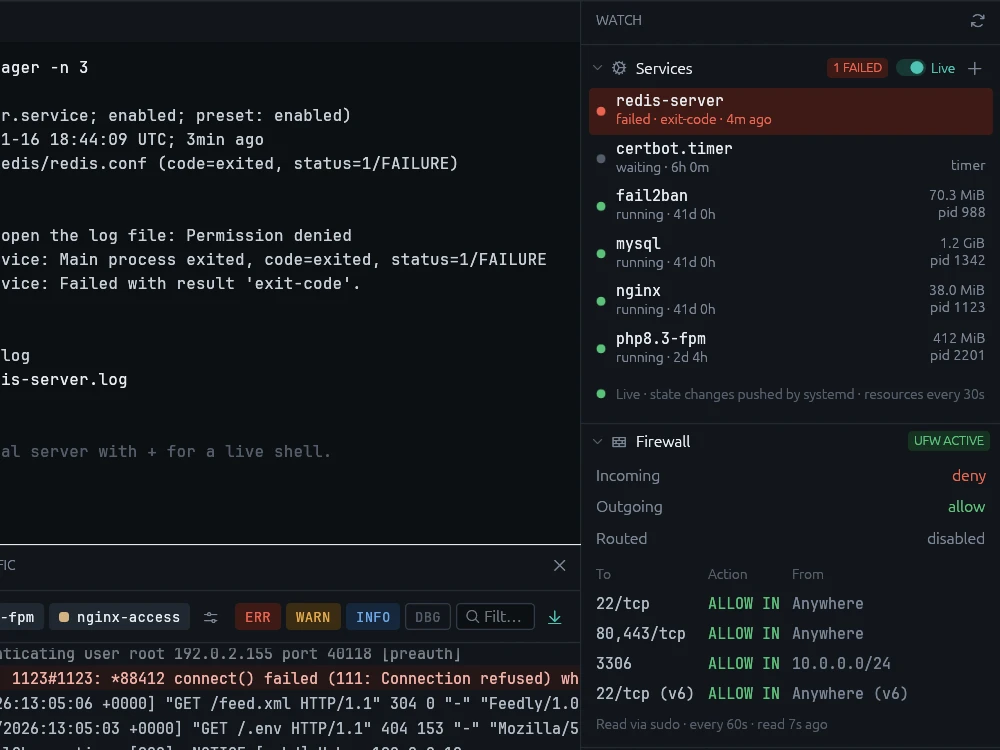 ager -n 3
r.service; enabled; preset: enabled)
1-16 18:44:09 UTC; 3min ago
edis/redis.conf (code=exited, status=1/FAILURE)
open the log file: Permission denied
vice: Main process exited, code=exited, status=1/FAILURE
vice: Failed with result 'exit-code'.
log
is-server.log
al server with + for a live shell.
FIC
-fpm nginx-access ERR WARN INFO DBG Filt...
nticating user root 192.0.2.155 port 40118 [preauth]
1123#1123: *88412 connect() failed (111: Connection refused) wh
26:13:05:06 +0000] "GET /feed.xml HTTP/1.1" 304 0 "-" "Feedly/1.0
/2026:13:05:03 +0000] "GET /.env HTTP/1.1" 404 153 "-" "Mozilla/5
WATCH
Services 1 FAILED Live
redis-server
failed · exit-code · 4m ago
certbot.timer
waiting · 6h 0m timer
fail2ban 70.3 MiB
running · 41d 0h pid 988
mysql 1.2 GiB
running · 41d 0h pid 1342
nginx 38.0 MiB
running · 41d 0h pid 1123
php8.3-fpm 412 MiB
running · 2d 4h pid 2201
Live · state changes pushed by systemd · resources every 30s
Firewall UFW ACTIVE
Incoming deny
Outgoing allow
Routed disabled
To Action From
22/tcp ALLOW IN Anywhere
80,443/tcp ALLOW IN Anywhere
3306 ALLOW IN 10.0.0.0/24
22/tcp (v6) ALLOW IN Anywhere (v6)
Read via sudo · every 60s · read 7s ago